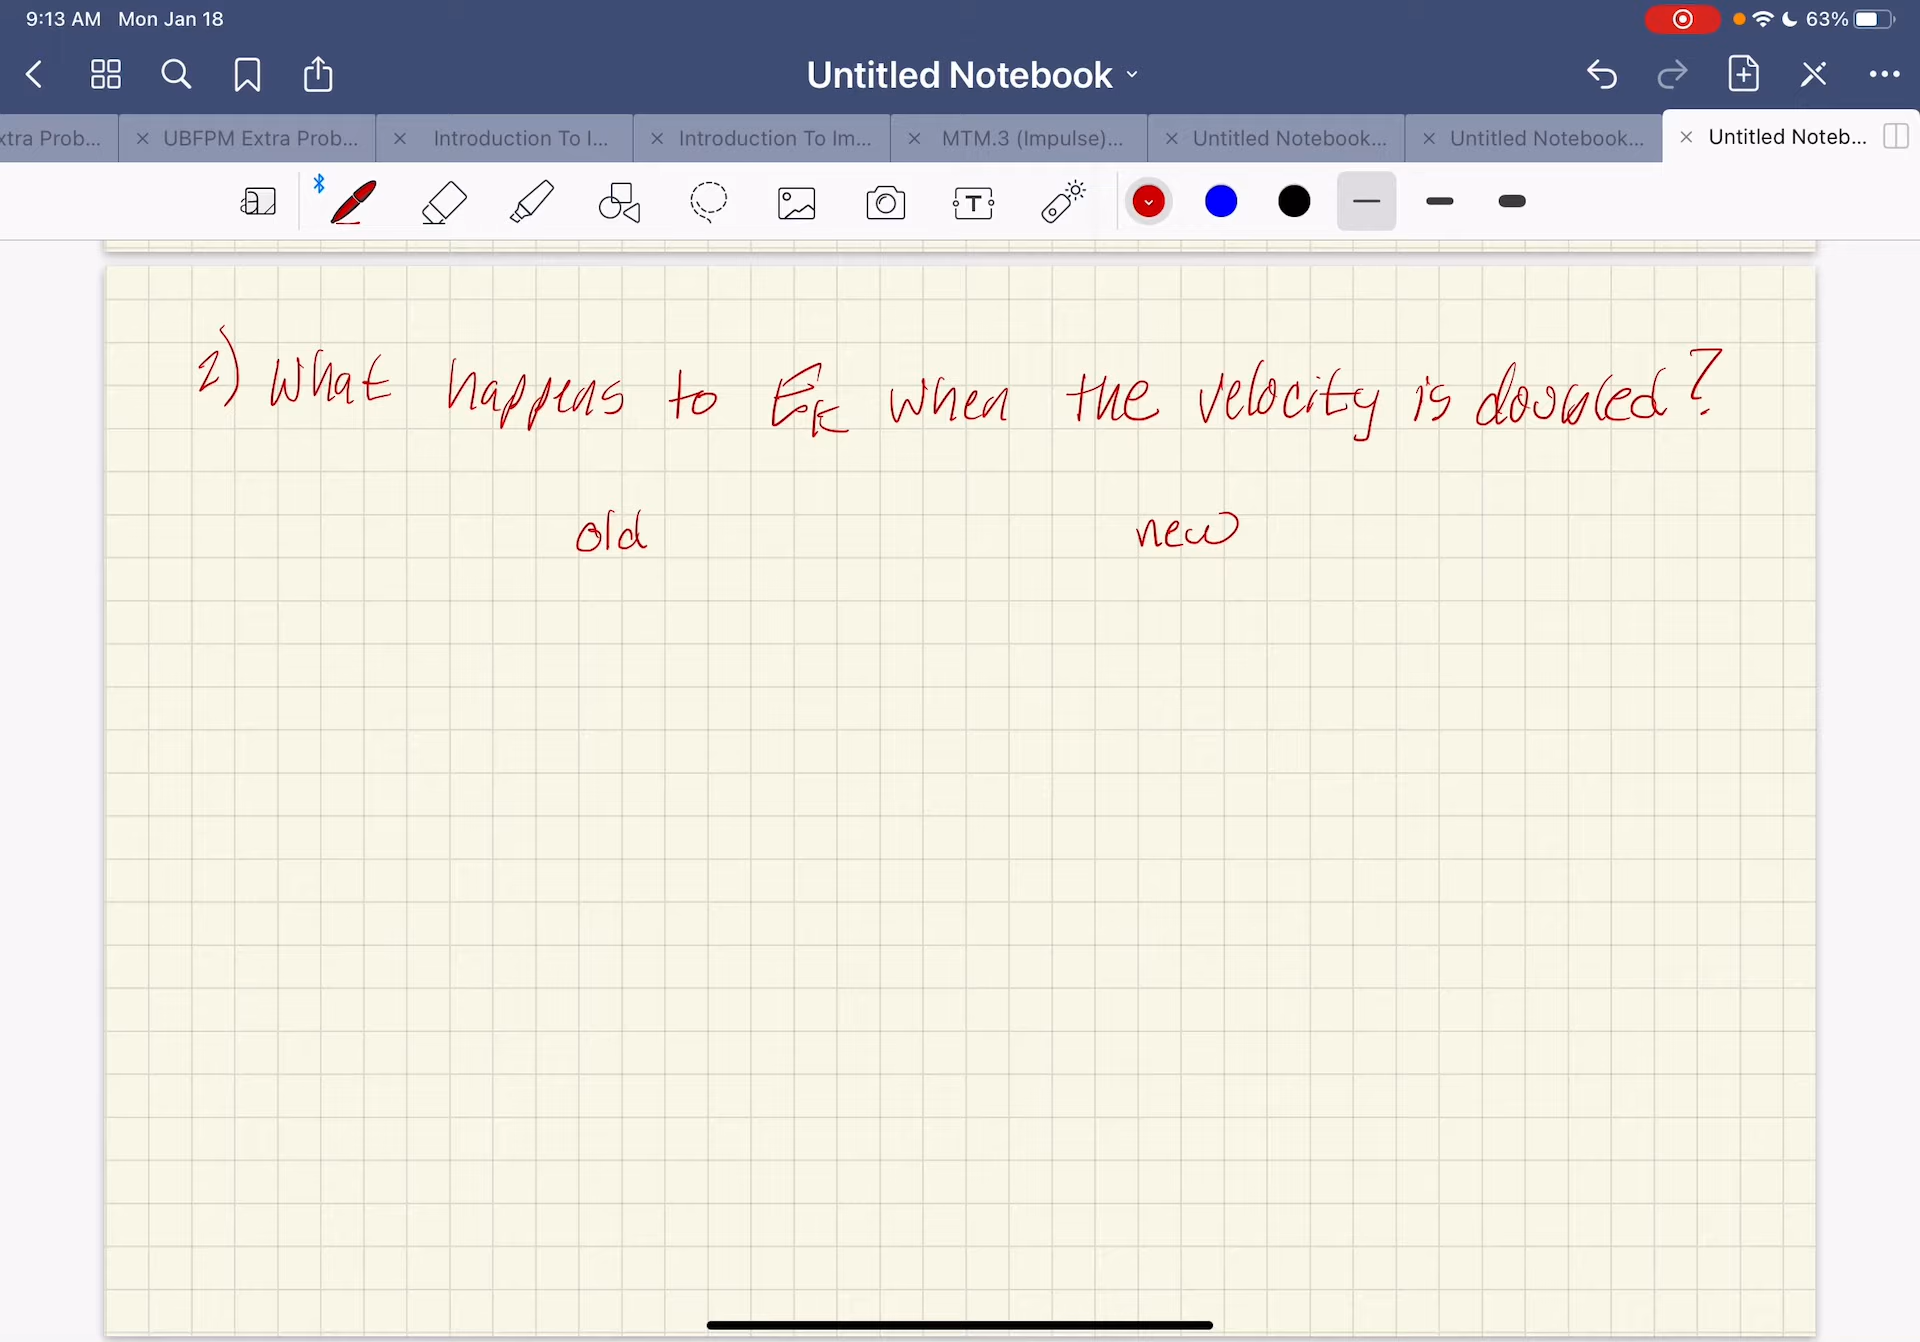 9:13 AM Mon Jan 18
63%
Untitled Notebook
xtra Prob...
UBFPM Extra Prob...
Introduction To I...
Introduction To Im...
MTM.3 (Impulse)...
Untitled Notebook...
Untitled Notebook...
Untitled Noteb...
2) What happens to Ek when the velocity is doubled?
old new